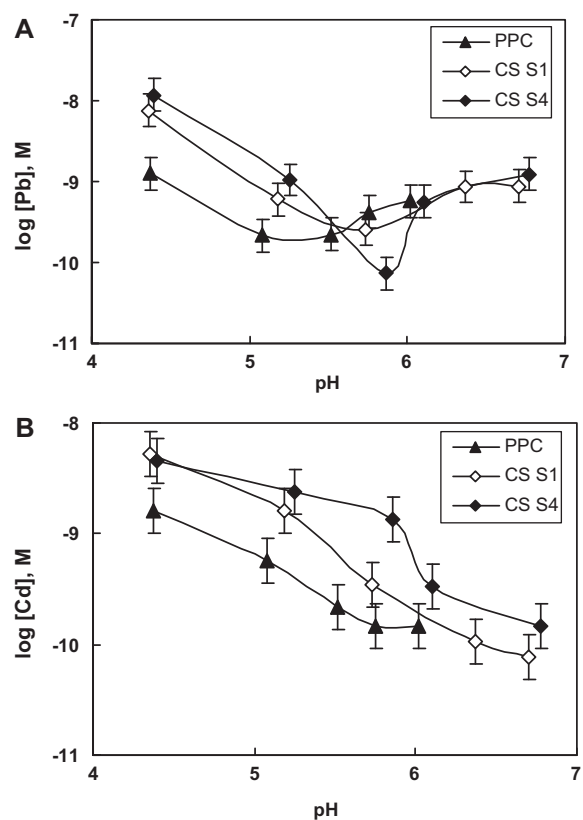 A
-7
-8
-9
-10
-11
log [Pb], M
4 5 6 7
pH
PPC
CS S1
CS S4
B
-8
-9
-10
-11
log [Cd], M
4 5 6 7
pH
PPC
CS S1
CS S4